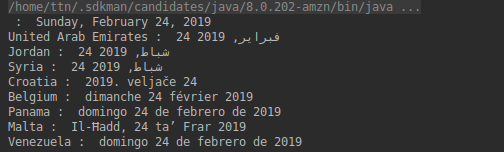 /home/ttn/.sdkman/candidates/java/8.0.202-amzn/bin/java ...
 :  Sunday, February 24, 2019
United Arab Emirates :  24 فبراير, 2019
Jordan :  24 شباط, 2019
Syria :  24 شباط, 2019
Croatia :  2019. veljače 24
Belgium :  dimanche 24 février 2019
Panama :  domingo 24 de febrero de 2019
Malta :  Il-Ħadd, 24 ta’ Frar 2019
Venezuela :  domingo 24 de febrero de 2019